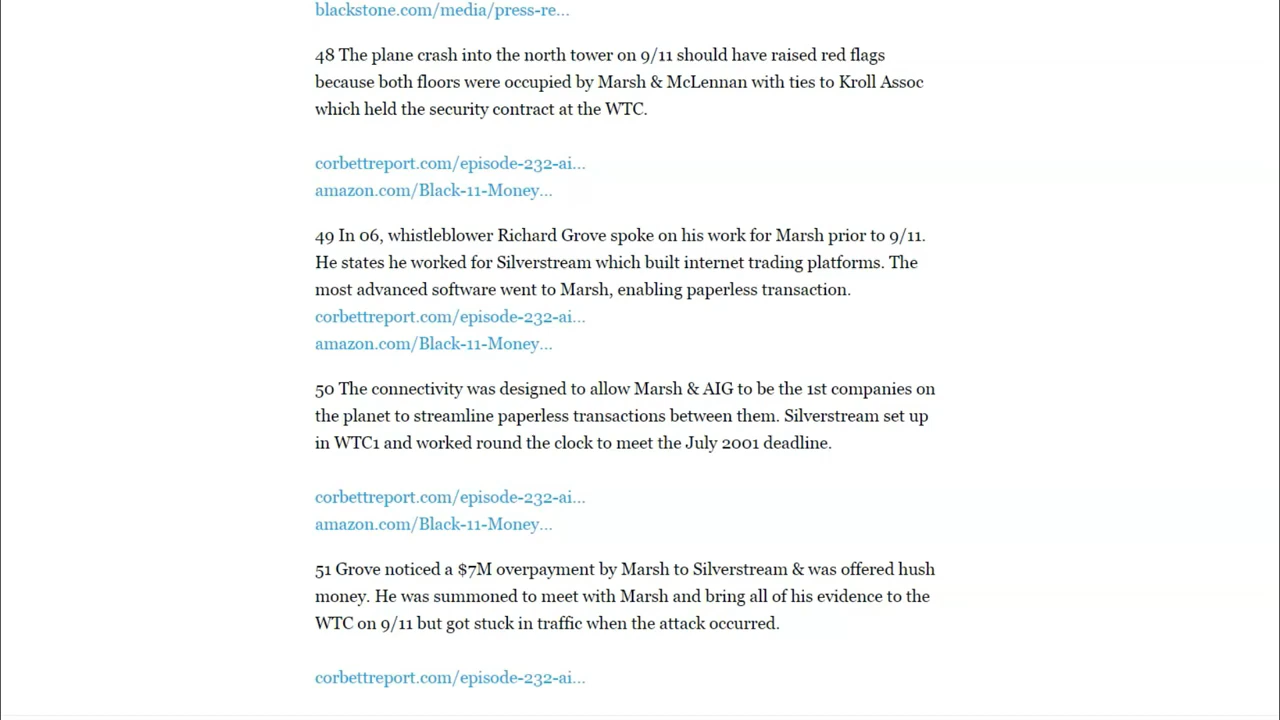 blackstone.com/media/press-re...
48 The plane crash into the north tower on 9/11 should have raised red flags
because both floors were occupied by Marsh & McLennan with ties to Kroll Assoc
which held the security contract at the WTC.
corbettreport.com/episode-232-ai...
amazon.com/Black-11-Money...
49 In 06, whistleblower Richard Grove spoke on his work for Marsh prior to 9/11.
He states he worked for Silverstream which built internet trading platforms. The
most advanced software went to Marsh, enabling paperless transaction.
corbettreport.com/episode-232-ai...
amazon.com/Black-11-Money...
50 The connectivity was designed to allow Marsh & AIG to be the 1st companies on
the planet to streamline paperless transactions between them. Silverstream set up
in WTC1 and worked round the clock to meet the July 2001 deadline.
corbettreport.com/episode-232-ai...
amazon.com/Black-11-Money...
51 Grove noticed a $7M overpayment by Marsh to Silverstream & was offered hush
money. He was summoned to meet with Marsh and bring all of his evidence to the
WTC on 9/11 but got stuck in traffic when the attack occurred.
corbettreport.com/episode-232-ai...